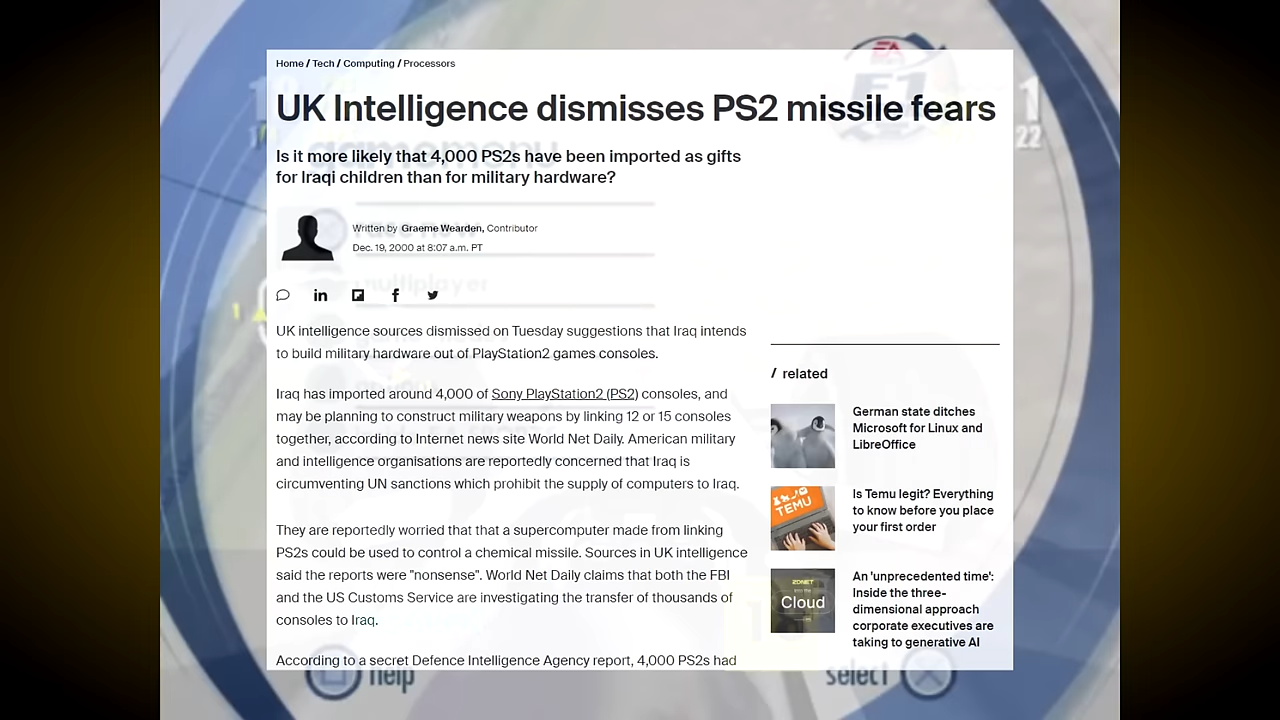 Home / Tech / Computing / Processors
UK Intelligence dismisses PS2 missile fears
Is it more likely that 4,000 PS2s have been imported as gifts
for Iraqi children than for military hardware?
Written by Graeme Wearden, Contributor
Dec. 19, 2000 at 8:07 a.m. PT
UK intelligence sources dismissed on Tuesday suggestions that Iraq intends
to build military hardware out of PlayStation2 games consoles.
Iraq has imported around 4,000 of Sony PlayStation2 (PS2) consoles, and
may be planning to construct military weapons by linking 12 or 15 consoles
together, according to Internet news site World Net Daily. American military
and intelligence organisations are reportedly concerned that Iraq is
circumventing UN sanctions which prohibit the supply of computers to Iraq.
They are reportedly worried that that a supercomputer made from linking
PS2s could be used to control a chemical missile. Sources in UK intelligence
said the reports were "nonsense". World Net Daily claims that both the FBI
and the US Customs Service are investigating the transfer of thousands of
consoles to Iraq.
According to a secret Defence Intelligence Agency report, 4,000 PS2s had
/ related
German state ditches
Microsoft for Linux and
LibreOffice
TEMU
Is Temu legit? Everything
to know before you place
your first order
ZDNET
Cloud
An 'unprecedented time':
Inside the three-
dimensional approach
corporate executives are
taking to generative AI
EA
F1
1
22
gamemenu
race now
multiplayer
help
select